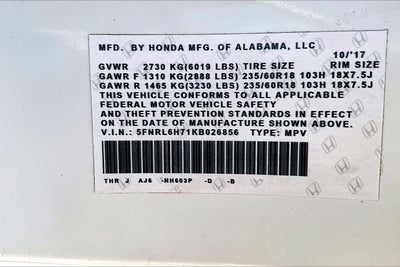 MFD. BY HONDA MFG. OF ALABAMA, LLC
10/'17
GVWR 2730 KG(6019 LBS) TIRE SIZE RIM SIZE
GAWR F 1310 KG(2888 LBS) 235/60R18 103H 18X7.5J
GAWR R 1465 KG(3230 LBS) 235/60R18 103H 18X7.5J
THIS VEHICLE CONFORMS TO ALL APPLICABLE
FEDERAL MOTOR VEHICLE SAFETY
AND THEFT PREVENTION STANDARDS IN EFFECT
ON THE DATE OF MANUFACTURE SHOWN ABOVE.
V.I.N.: 5FNRL6H71KB026856 TYPE: MPV
THR J AJ6 -NH603P -D -B